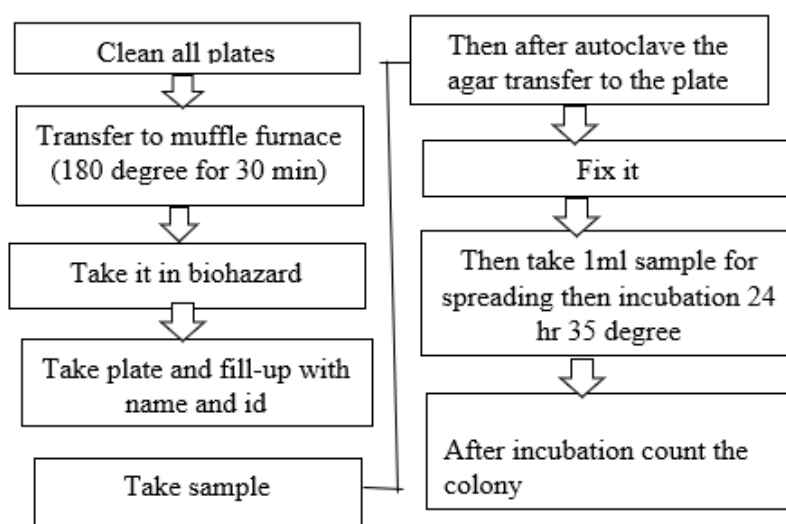 Clean all plates
Transfer to muffle furnace
(180 degree for 30 min)
Take it in biohazard
Take plate and fill-up with
name and id
Take sample
Then after autoclave the
agar transfer to the plate
Fix it
Then take 1ml sample for
spreading then incubation 24
hr 35 degree
After incubation count the
colony